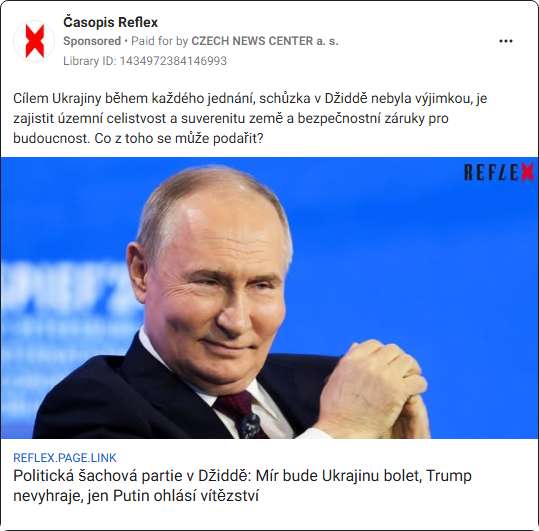 Časopis Reflex
Sponsored • Paid for by CZECH NEWS CENTER a. s.
Library ID: 1434972384146993
Cílem Ukrajiny během každého jednání, schůzka v Džiddě nebyla výjimkou, je
zajistit územní celistvost a suverenitu země a bezpečnostní záruky pro
budoucnost. Co z toho se může podařit?
REFLEX
REFLEX.PAGE.LINK
Politická šachová partie v Džiddě: Mír bude Ukrajinu bolet, Trump
nevyhraje, jen Putin ohlásí vítězství